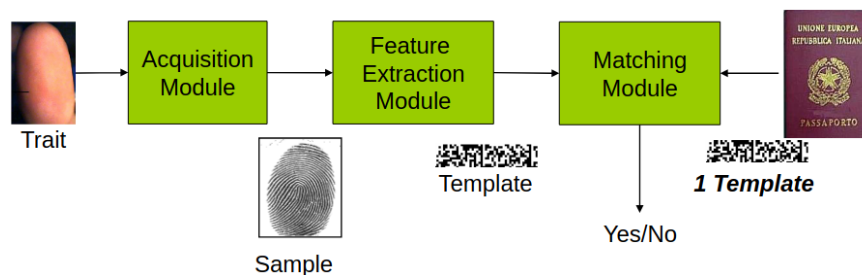 Trait
Acquisition
Module
Sample
Feature
Extraction
Module
Template
Matching
Module
Yes/No
UNIONE EUROPEA
REPUBBLICA ITALIANA
PASSAPORTO
1 Template